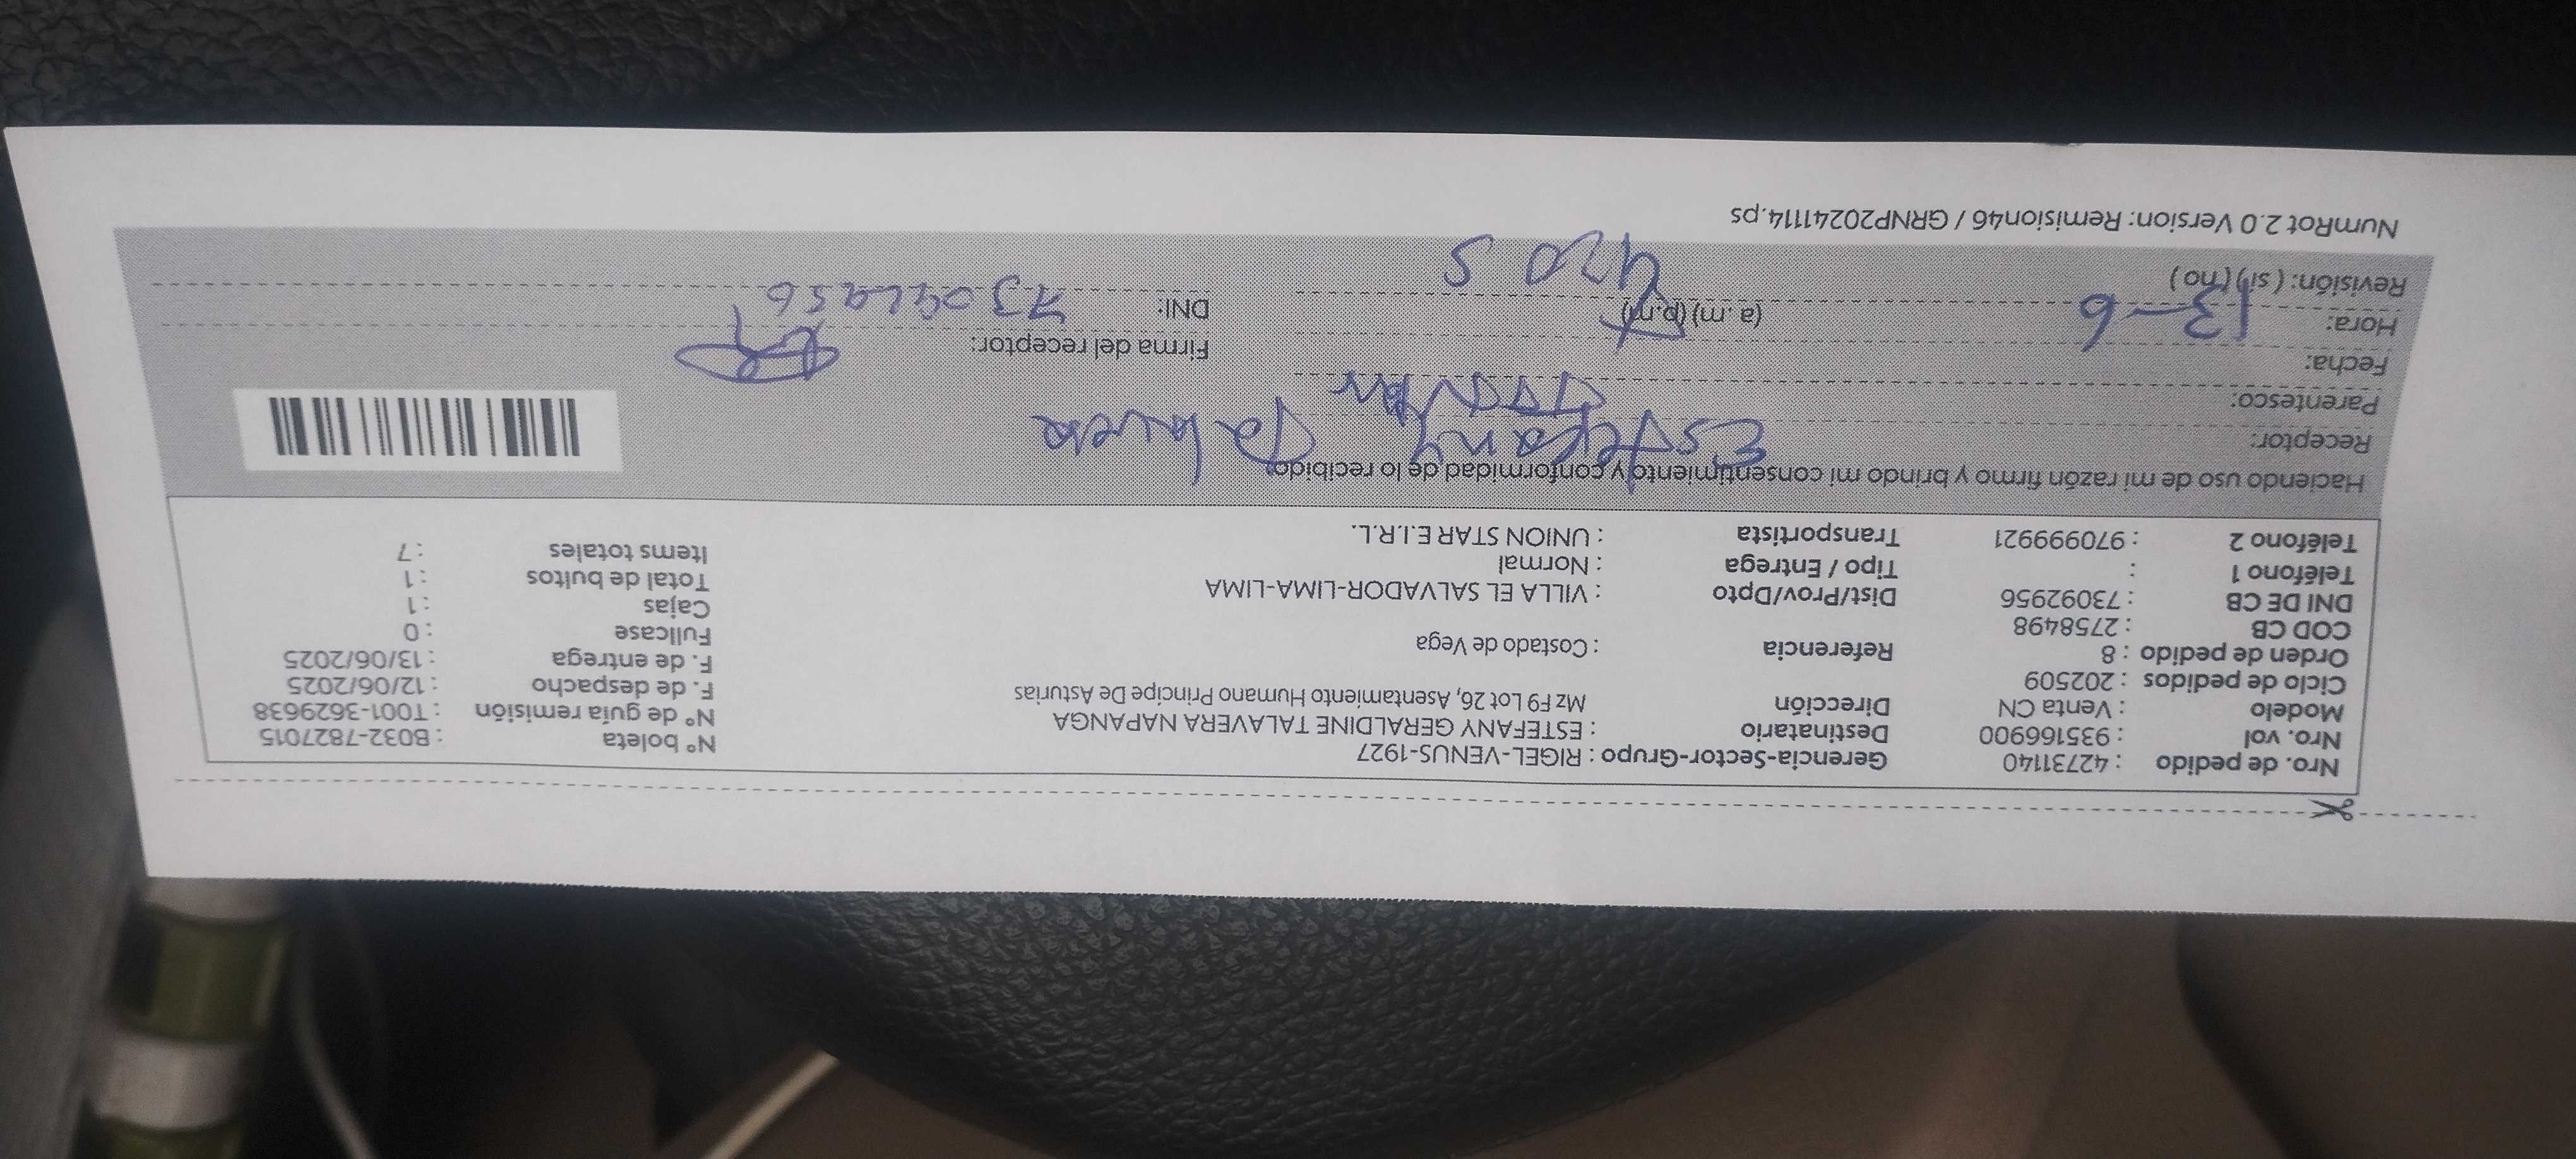 Nro. de pedido : 42731140 Gerencia-Sector-Grupo : RIGEL-VENUS-1927 N° boleta : B032-7827015
Nro. vol : 935166900 Destinatario : ESTEFANY GERALDINE TALAVERA NAPANGA N° de guía remisión : T001-3629638
Modelo : Venta CN Dirección Mz F9 Lot 26, Asentamiento Humano Principe De Asturias F. de despacho : 12/06/2025
Ciclo de pedidos : 202509 F. de entrega : 13/06/2025
Orden de pedido : 8 Referencia : Costado de Vega Fullcase : 0
COD CB : 2758498 Cajas : 1
DNI DE CB : 73092956 Dist/Prov/Dpto : VILLA EL SALVADOR-LIMA-LIMA Total de bultos : 1
Teléfono 1 : Tipo / Entrega : Normal Items totales : 7
Teléfono 2 : 970999921 Transportista : UNION STAR E.I.R.L.
Haciendo uso de mi razón firmo y brindo mi consentimiento y conformidad de lo recibido.
Receptor: Estefany Talavera
Parentesco:
Fecha: 13-6 Firma del receptor:
Hora: (a.m) (p.m) DNI: 73092956
Revisión: (si) (no)
NumRot 2.0 Version: Remision46 / GRNP20241114.ps